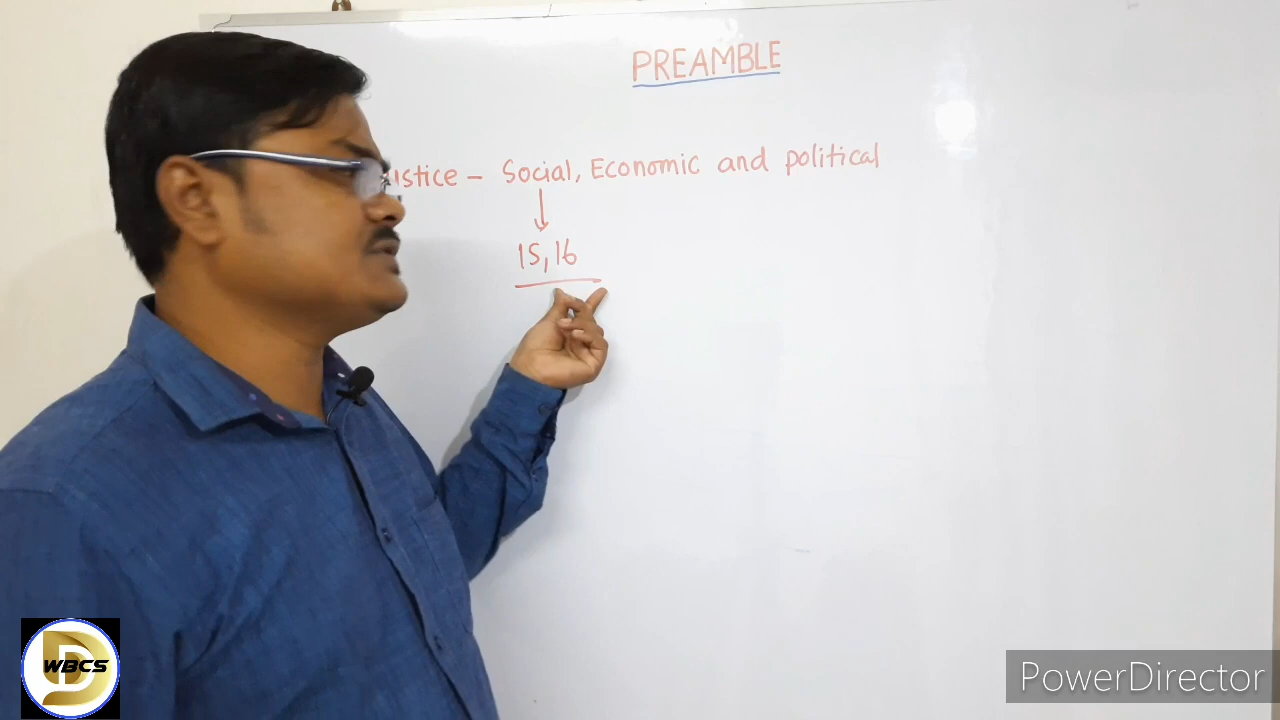 PREAMBLE
ustice – Social, Economic and political
15, 16
WBCS
PowerDirector